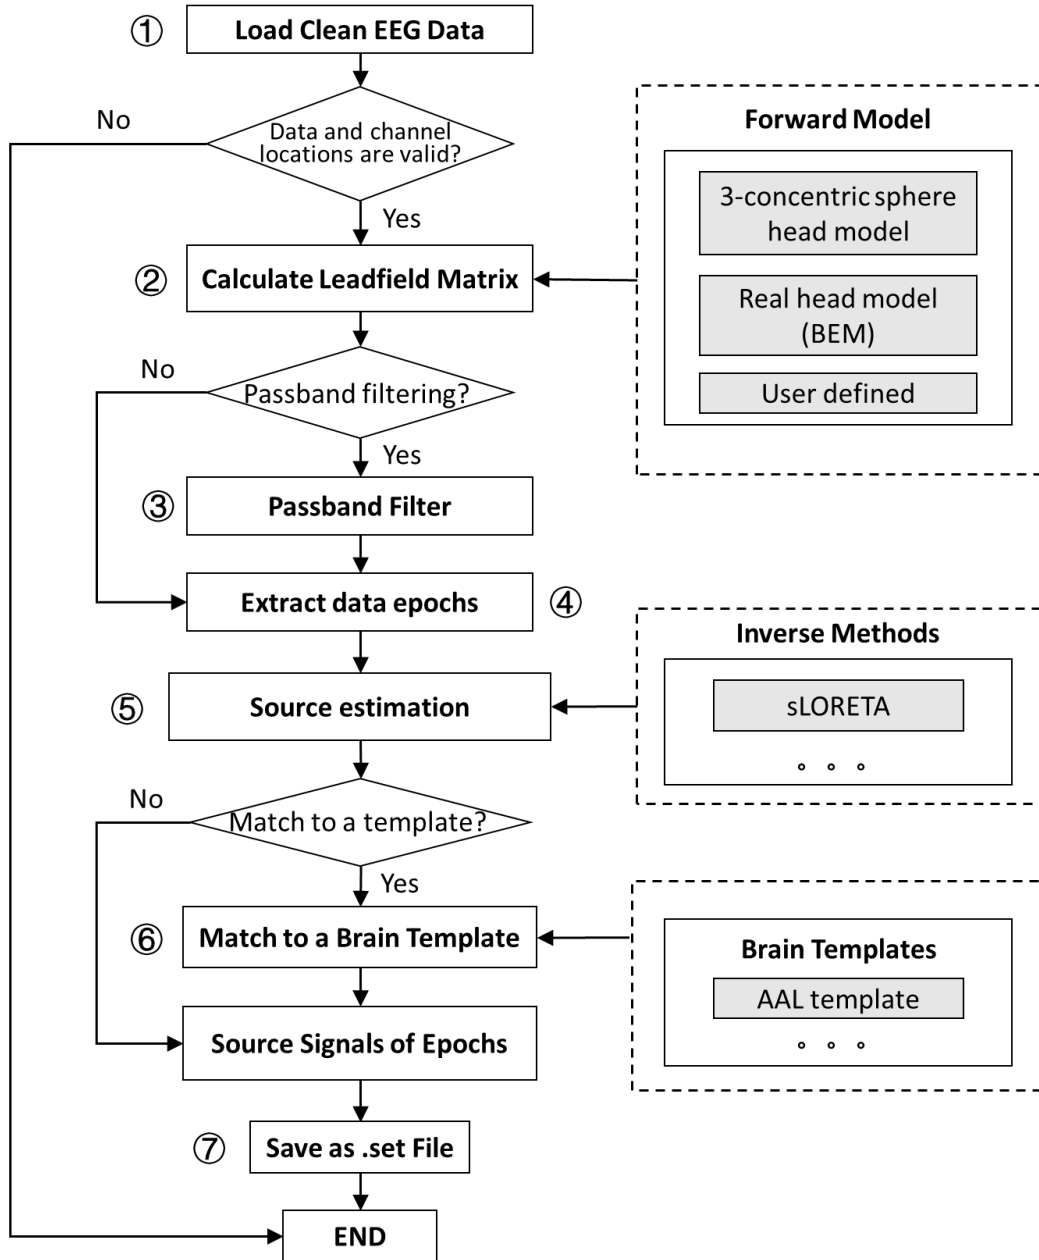 ① Load Clean EEG Data
No
Data and channel
locations are valid?
Yes
② Calculate Leadfield Matrix
No
Passband filtering?
Yes
③ Passband Filter
Extract data epochs ④
⑤ Source estimation
No
Match to a template?
Yes
⑥ Match to a Brain Template
Source Signals of Epochs
⑦ Save as .set File
END
Forward Model
3-concentric sphere
head model
Real head model
(BEM)
User defined
Inverse Methods
sLORETA
Brain Templates
AAL template